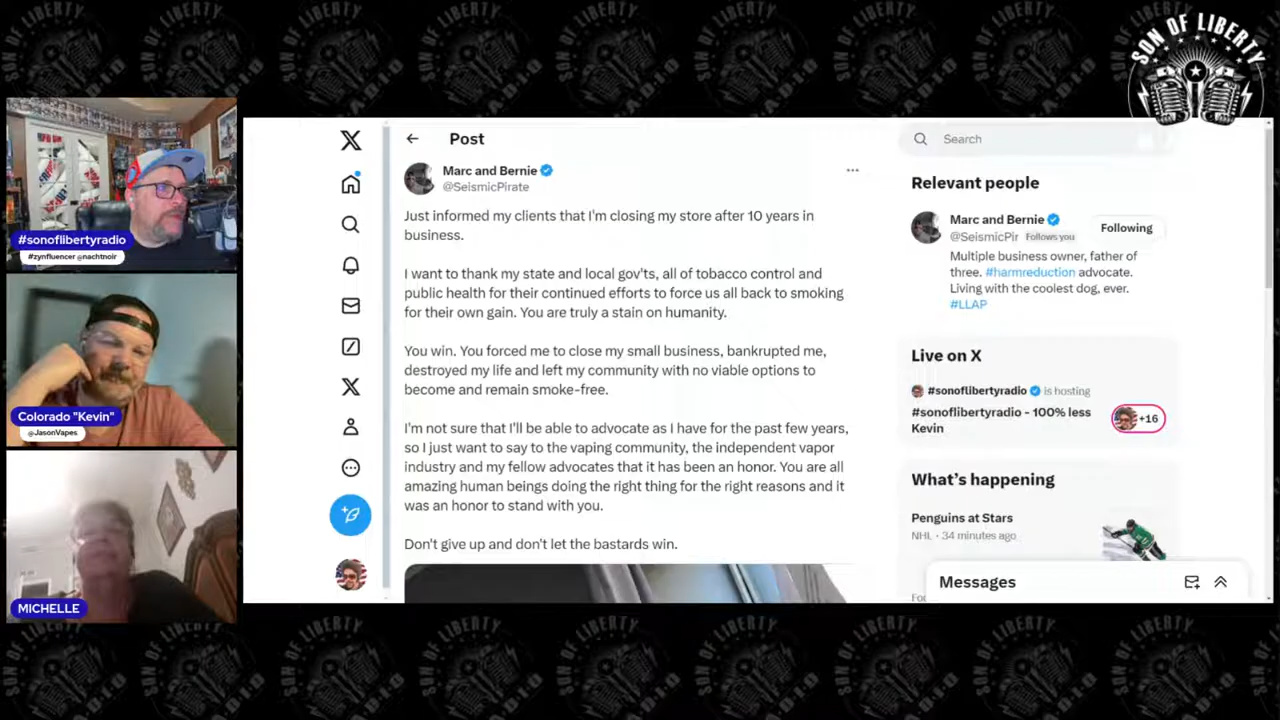 SON OF LIBERTY
#sonoflibertyradio
#zynfluencer @nachtnoir
Colorado "Kevin"
@JasonVapes
MICHELLE
Post
Marc and Bernie
@SeismicPirate
Just informed my clients that I'm closing my store after 10 years in
business.
I want to thank my state and local gov'ts, all of tobacco control and
public health for their continued efforts to force us all back to smoking
for their own gain. You are truly a stain on humanity.
You win. You forced me to close my small business, bankrupted me,
destroyed my life and left my community with no viable options to
become and remain smoke-free.
I'm not sure that I'll be able to advocate as I have for the past few years,
so I just want to say to the vaping community, the independent vapor
industry and my fellow advocates that it has been an honor. You are all
amazing human beings doing the right thing for the right reasons and it
was an honor to stand with you.
Don't give up and don't let the bastards win.
Search
Relevant people
Marc and Bernie
@SeismicPir Follows you
Following
Multiple business owner, father of
three. #harmreduction advocate.
Living with the coolest dog, ever.
#LLAP
Live on X
#sonoflibertyradio is hosting
#sonoflibertyradio - 100% less
Kevin
+16
What's happening
Penguins at Stars
NHL · 34 minutes ago
Messages